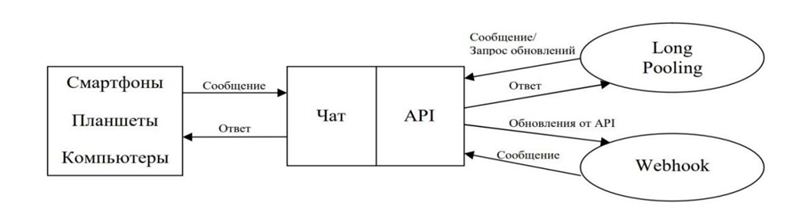 Смартфоны
Планшеты
Компьютеры
Сообщение
Ответ
Чат
API
Сообщение/
Запрос обновлений
Ответ
Обновления от API
Сообщение
Long
Pooling
Webhook